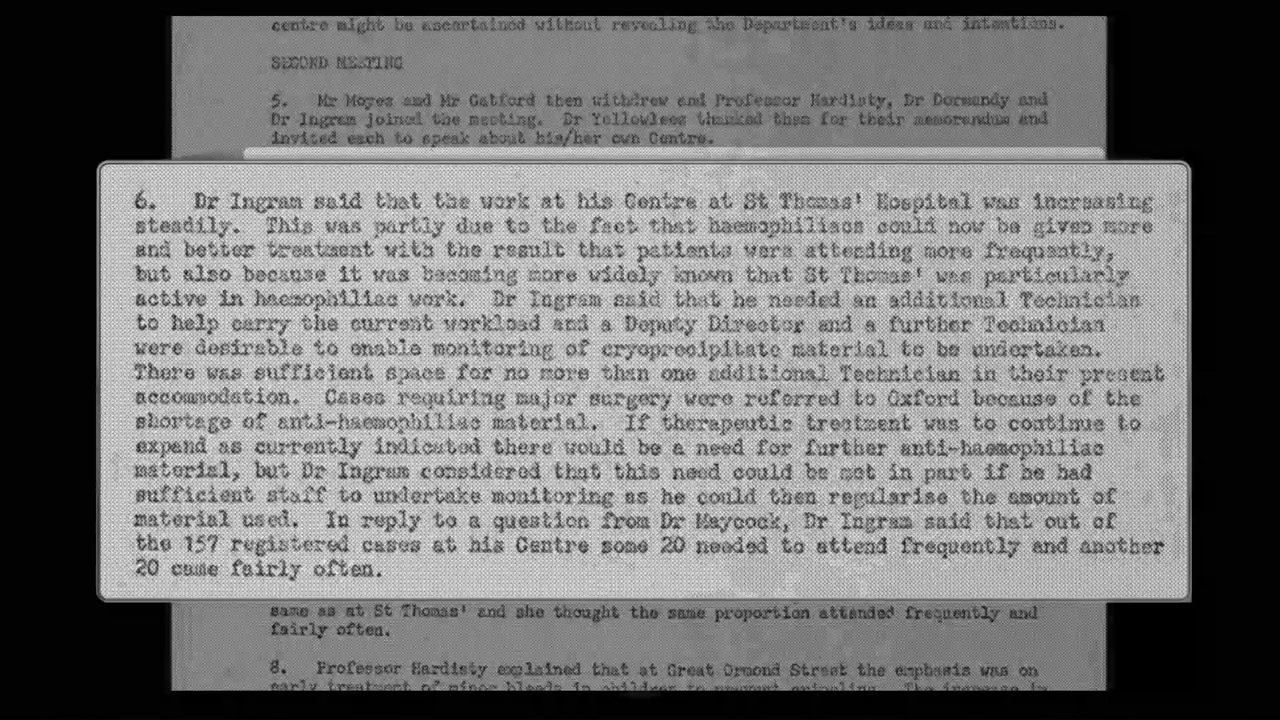 centre might be ascertained without revealing the Department's ideas and intentions.
SECOND MEETING
5. Mr Moyes and Mr Gatford then withdrew and Professor Hardisty, Dr Dormandy and
Dr Ingram joined the meeting. Dr Yellowlees thanked them for their memorandum and
invited each to speak about his/her own Centre.
6. Dr Ingram said that the work at his Centre at St Thomas' Hospital was increasing
steadily. This was partly due to the fact that haemophiliacs could now be given more
and better treatment with the result that patients were attending more frequently,
but also because it was becoming more widely known that St Thomas' was particularly
active in haemophiliac work. Dr Ingram said that he needed an additional Technician
to help carry the current workload and a Deputy Director and a further Technician
were desirable to enable monitoring of cryoprecipitate material to be undertaken.
There was sufficient space for no more than one additional Technician in their present
accommodation. Cases requiring major surgery were referred to Oxford because of the
shortage of anti-haemophiliac material. If therapeutic treatment was to continue to
expand as currently indicated there would be a need for further anti-haemophiliac
material, but Dr Ingram considered that this need could be met in part if he had
sufficient staff to undertake monitoring as he could then regularise the amount of
material used. In reply to a question from Dr Maycock, Dr Ingram said that out of
the 157 registered cases at his Centre some 20 needed to attend frequently and another
20 came fairly often.
same as at St Thomas' and she thought the same proportion attended frequently and
fairly often.
8. Professor Hardisty explained that at Great Ormond Street the emphasis was on
early treatment of minor bleeds in children to prevent crippling. The increase in